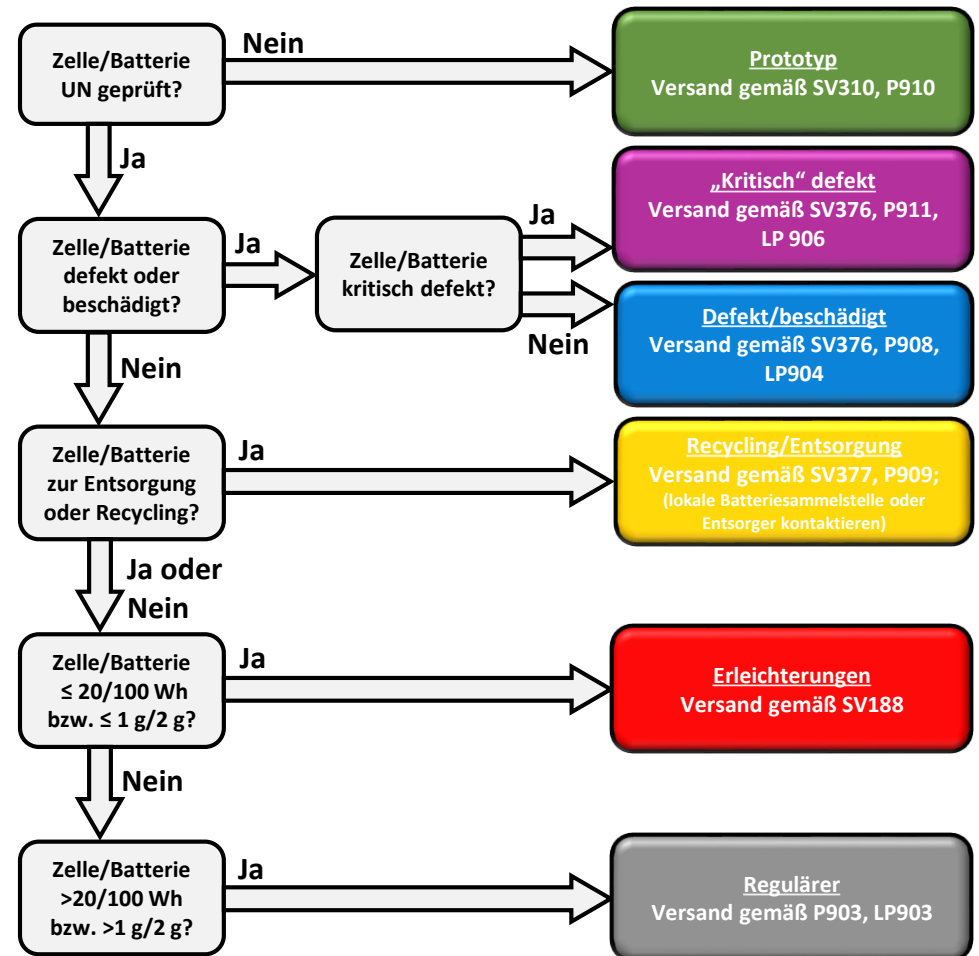 Zelle/Batterie
UN geprüft?
Nein
Prototyp
Versand gemäß SV310, P910
Ja
Zelle/Batterie
defekt oder
beschädigt?
Ja
Zelle/Batterie
kritisch defekt?
Ja
„Kritisch“ defekt
Versand gemäß SV376, P911,
LP 906
Nein
Defekt/beschädigt
Versand gemäß SV376, P908,
LP904
Nein
Zelle/Batterie
zur Entsorgung
oder Recycling?
Ja
Recycling/Entsorgung
Versand gemäß SV377, P909;
(lokale Batteriesammelstelle oder
Entsorger kontaktieren)
Ja oder
Nein
Zelle/Batterie
≤ 20/100 Wh
bzw. ≤ 1 g/2 g?
Ja
Erleichterungen
Versand gemäß SV188
Nein
Zelle/Batterie
>20/100 Wh
bzw. >1 g/2 g?
Ja
Regulärer
Versand gemäß P903, LP903